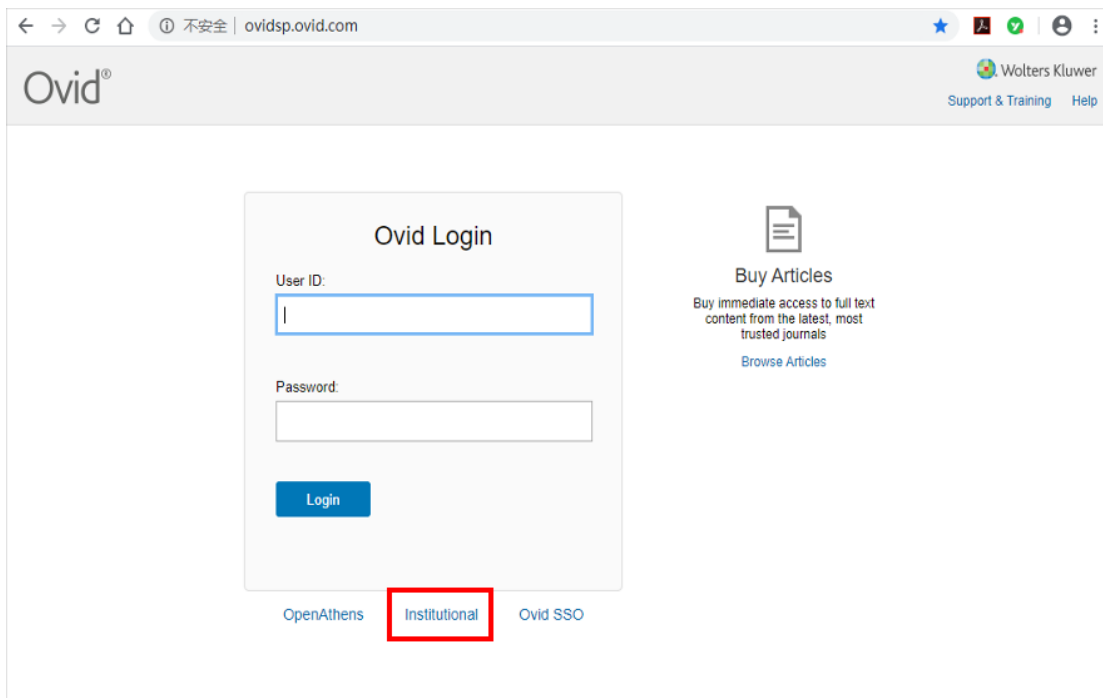 不安全 | ovidsp.ovid.com
Ovid®
Wolters Kluwer
Support & Training Help
Ovid Login
User ID:
Password:
Login
OpenAthens Institutional Ovid SSO
Buy Articles
Buy immediate access to full text
content from the latest, most
trusted journals
Browse Articles